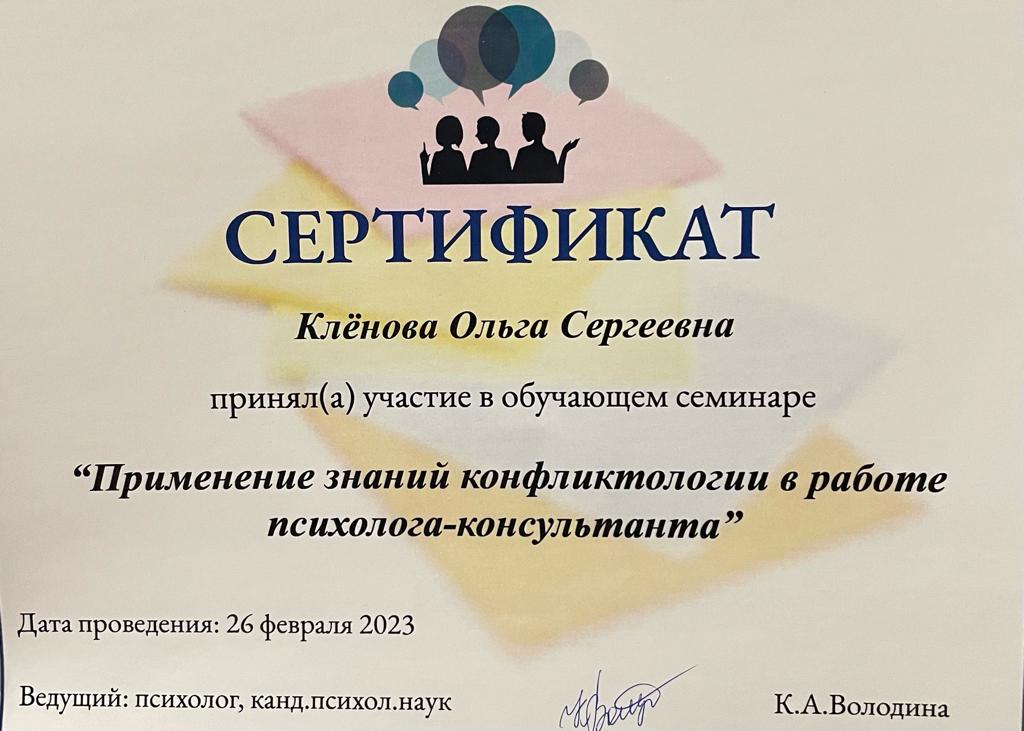 СЕРТИФИКАТ
Клёнова Ольга Сергеевна
принял(а) участие в обучающем семинаре
“Применение знаний конфликтологии в работе
психолога-консультанта”
Дата проведения: 26 февраля 2023
Ведущий: психолог, канд.психол.наук
К.А.Володина